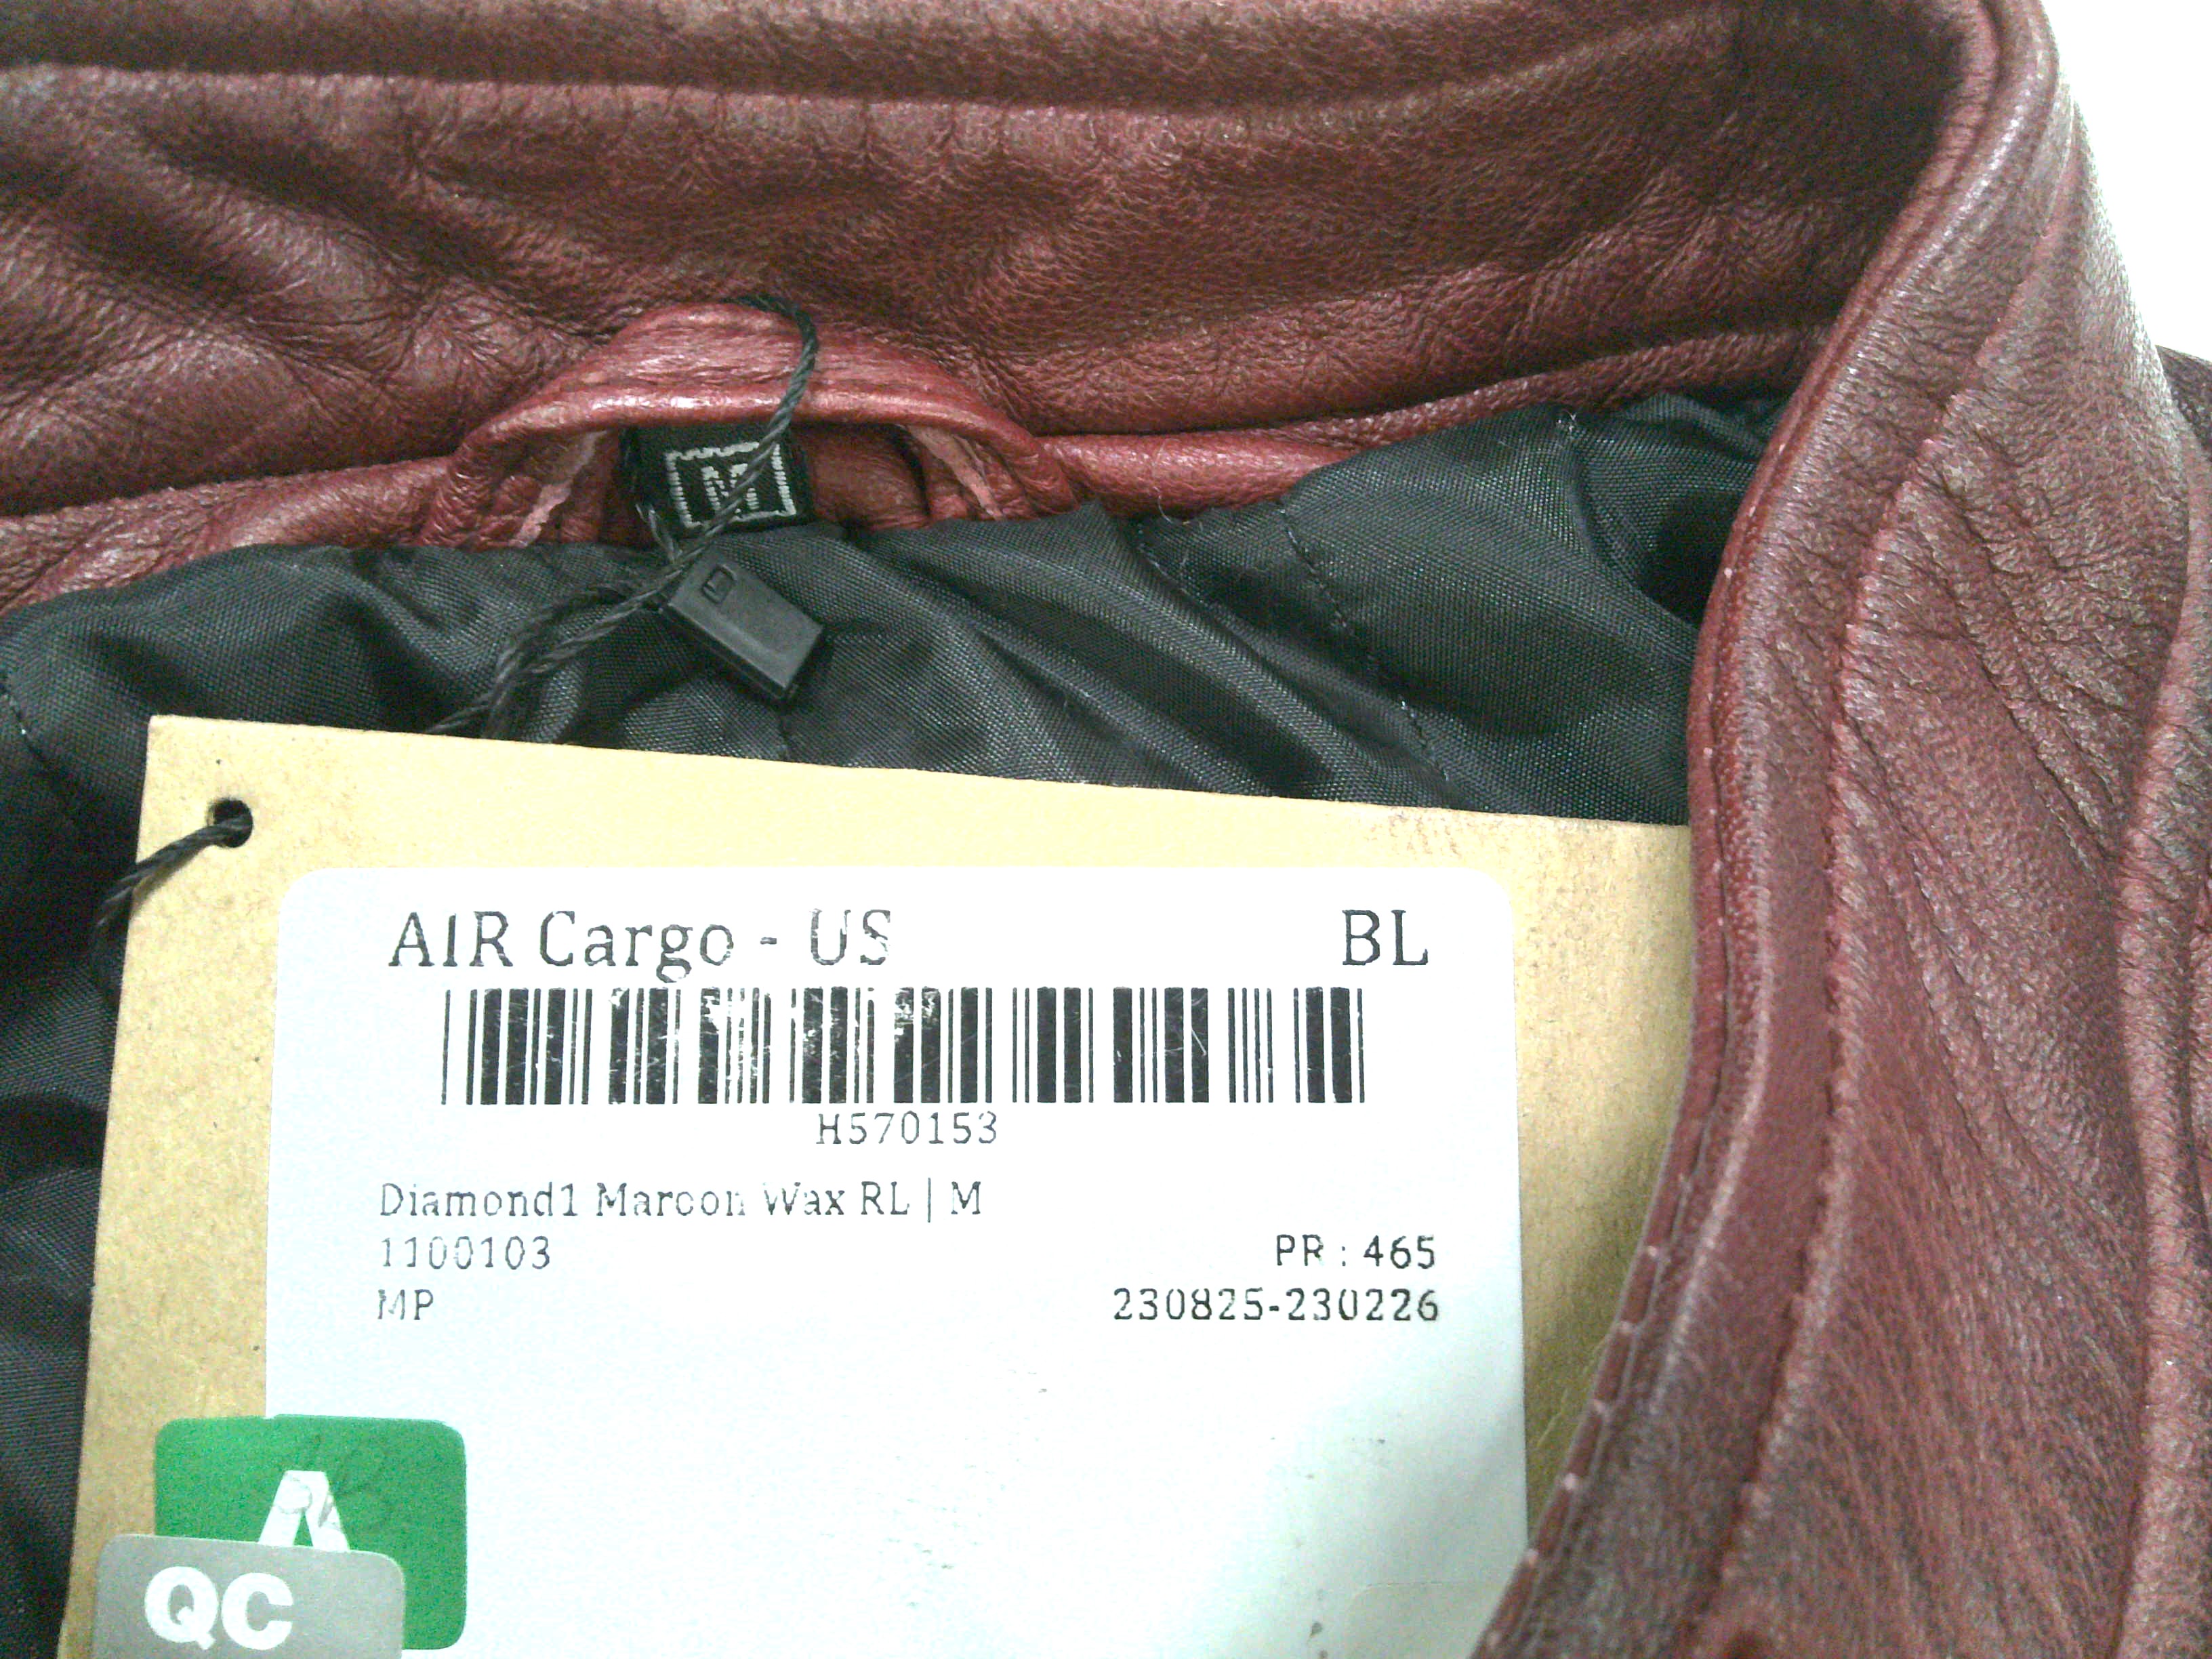 M
AIR Cargo - US BL
H570153
Diamond1 Maroon Wax RL | M
1100103 PR : 465
MP 230825-230226
A
QC